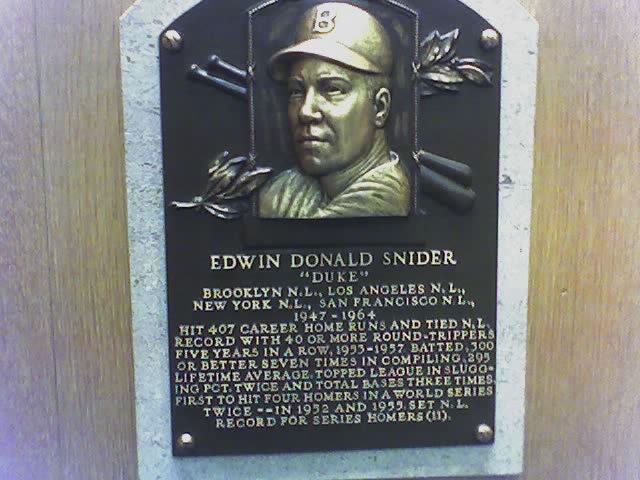 B
EDWIN DONALD SNIDER
"DUKE"
BROOKLYN N.L., LOS ANGELES N.L.,
NEW YORK N.L., SAN FRANCISCO N.L.,
1947-1964
HIT 407 CAREER HOME RUNS AND TIED N.L.
RECORD WITH 40 OR MORE ROUND-TRIPPERS
FIVE YEARS IN A ROW, 1953-1957. BATTED .300
OR BETTER SEVEN TIMES IN COMPILING .295
LIFETIME AVERAGE. TOPPED LEAGUE IN SLUGG-
ING PCT. TWICE AND TOTAL BASES THREE TIMES.
FIRST TO HIT FOUR HOMERS IN A WORLD SERIES
TWICE--IN 1952 AND 1955. SET N.L.
RECORD FOR SERIES HOMERS (11).